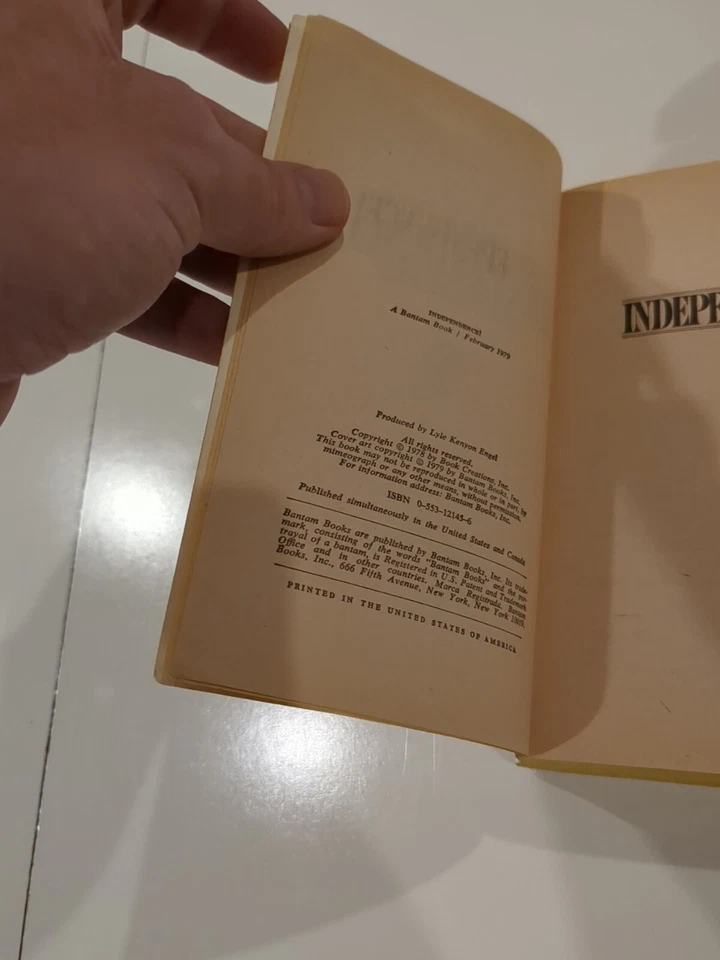 INDEPENDENCE!
A Bantam Book / February 1979
Produced by Lyle Kenyon Engel
All rights reserved.
Copyright © 1978 by Book Creations, Inc.
Cover art copyright © 1979 by Bantam Books, Inc.
This book may not be reproduced in whole or in part, by
mimeograph or any other means, without permission.
For information address: Bantam Books, Inc.
ISBN 0-553-12145-6
Published simultaneously in the United States and Canada
Bantam Books are published by Bantam Books, Inc. Its trade-
mark, consisting of the words "Bantam Books" and the por-
trayal of a bantam, is Registered in U.S. Patent and Trademark
Office and in other countries. Marca Registrada. Bantam
Books, Inc., 666 Fifth Avenue, New York, New York 10019.
PRINTED IN THE UNITED STATES OF AMERICA
INDEPE